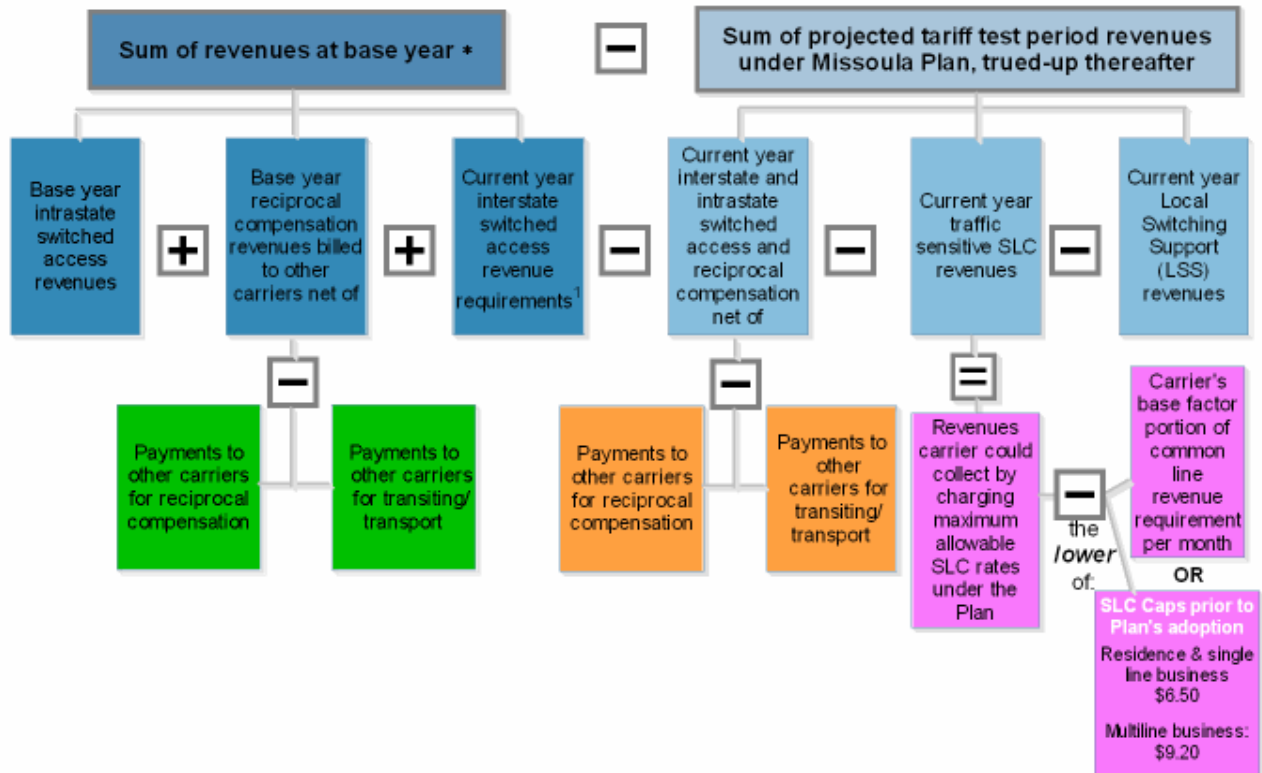 Sum of revenues at base year *
−
Sum of projected tariff test period revenues
under Missoula Plan, trued-up thereafter
Base year
intrastate
switched
access
revenues
+
Base year
reciprocal
compensation
revenues billed
to other
carriers net of
+
Current year
interstate
switched
access
revenue
requirements¹
−
Current year
interstate and
intrastate
switched
access and
reciprocal
compensation
net of
−
Current year
traffic
sensitive SLC
revenues
−
Current year
Local
Switching
Support
(LSS)
revenues
−
Payments to
other carriers
for reciprocal
compensation
Payments to
other carriers
for transiting/
transport
−
Payments to
other carriers
for reciprocal
compensation
Payments to
other
carriers for
transiting/
transport
=
Revenues
carrier could
collect by
charging
maximum
allowable
SLC rates
under the
Plan
−
the
lower
of:
Carrier's
base factor
portion of
common
line
revenue
requirement
per month
OR
SLC Caps prior to
Plan's adoption
Residence & single
line business
$6.50
Multiline business:
$9.20